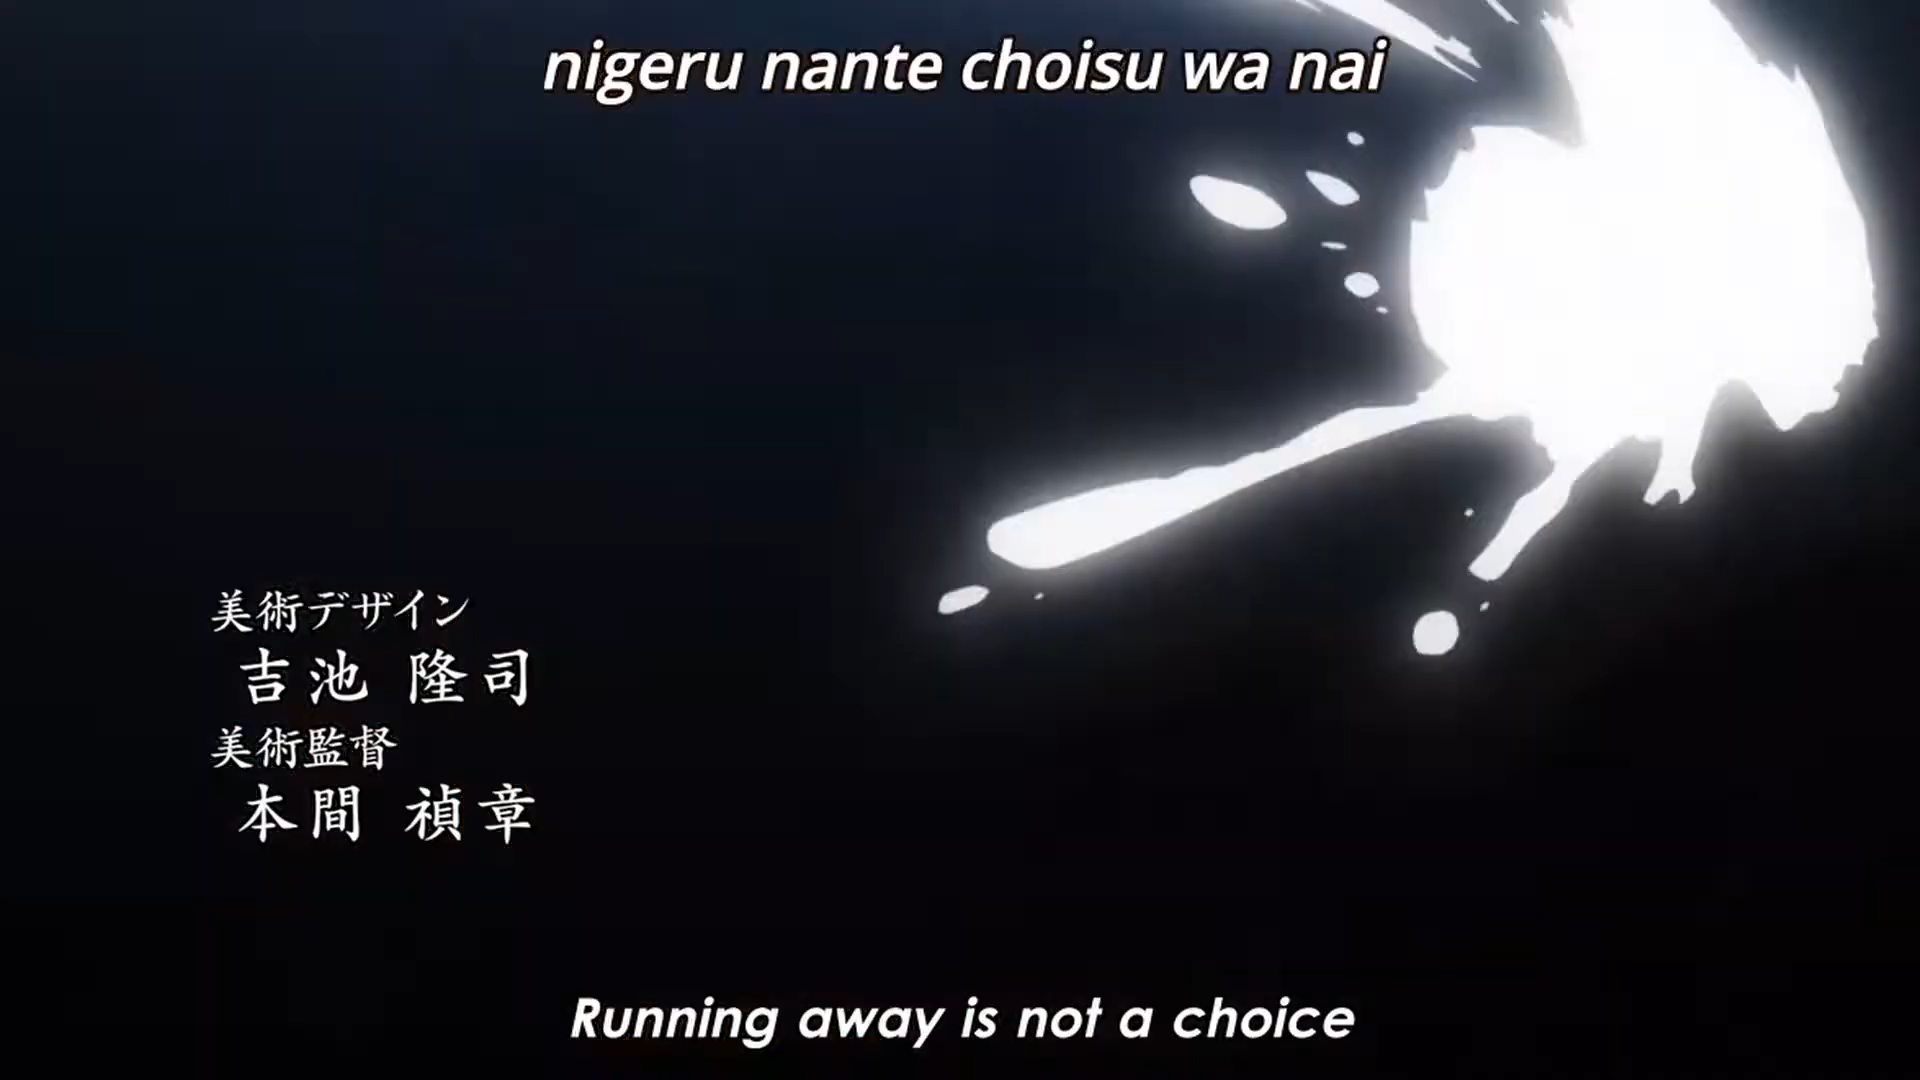 nigeru nante choisu wa nai
美術デザイン
吉池 隆司
美術監督
本間 禎章
Running away is not a choice